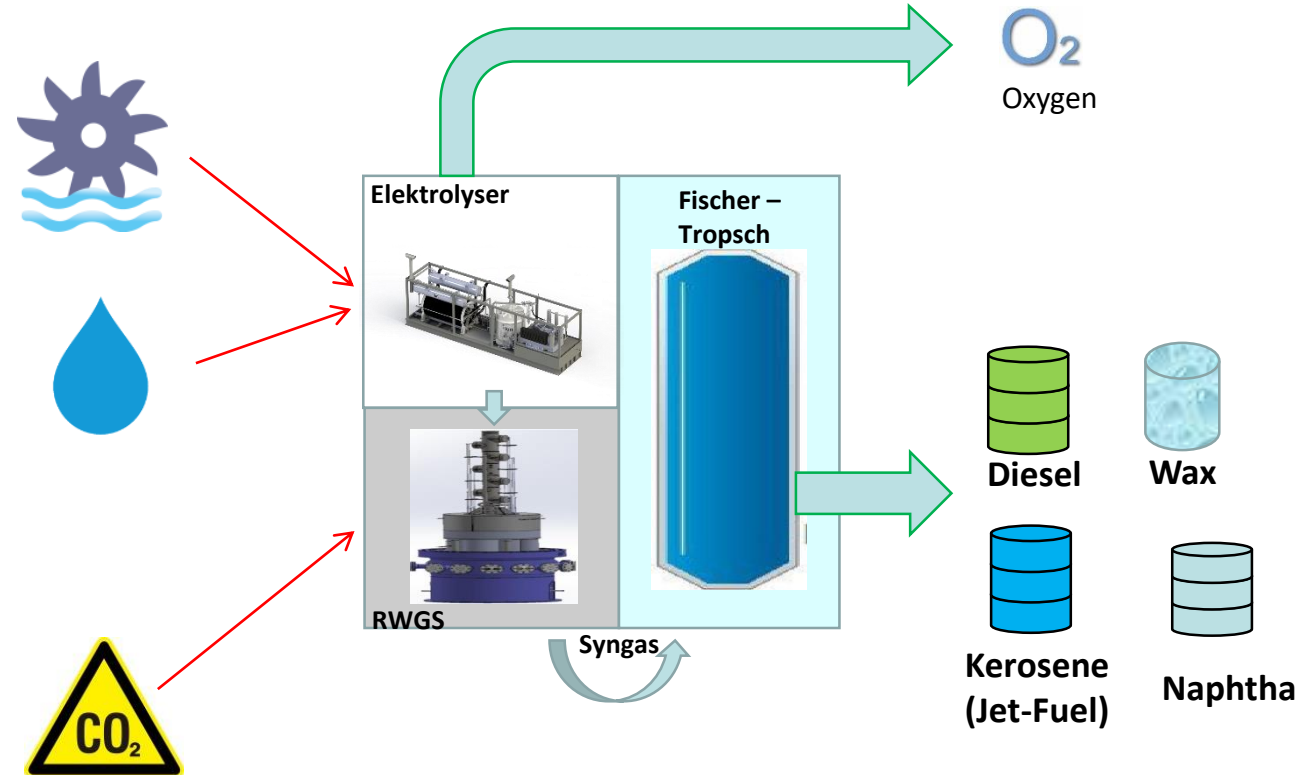 O₂
Oxygen
Elektrolyser
Fischer –
Tropsch
RWGS
Syngas
CO₂
Diesel
Wax
Kerosene
(Jet-Fuel)
Naphtha